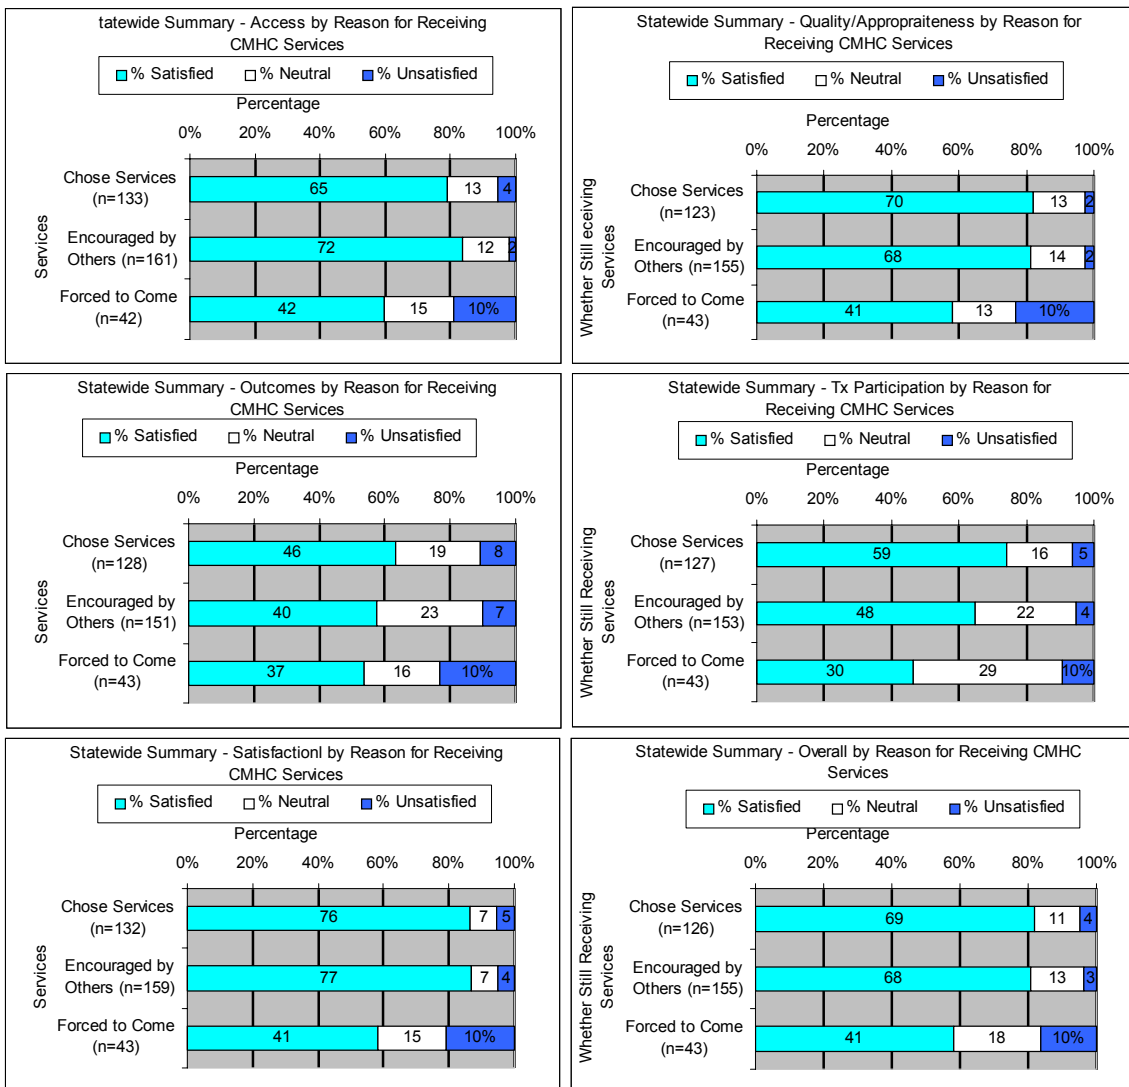 tatewide Summary - Access by Reason for Receiving
CMHC Services
% Satisfied % Neutral % Unsatisfied
Percentage
0% 20% 40% 60% 80% 100%
Services
Chose Services
(n=133)
65 13 4
Encouraged by
Others (n=161)
72 12 2
Forced to Come
(n=42)
42 15 10%
Statewide Summary - Quality/Appropraiteness by Reason for
Receiving CMHC Services
% Satisfied % Neutral % Unsatisfied
Percentage
0% 20% 40% 60% 80% 100%
Whether Still eceiving
Services
Chose Services
(n=123)
70 13 2
Encouraged by
Others (n=155)
68 14 2
Forced to Come
(n=43)
41 13 10%
Statewide Summary - Outcomes by Reason for Receiving
CMHC Services
% Satisfied % Neutral % Unsatisfied
Percentage
0% 20% 40% 60% 80% 100%
Services
Chose Services
(n=128)
46 19 8
Encouraged by
Others (n=151)
40 23 7
Forced to Come
(n=43)
37 16 10%
Statewide Summary - Tx Participation by Reason for
Receiving CMHC Services
% Satisfied % Neutral % Unsatisfied
Percentage
0% 20% 40% 60% 80% 100%
Whether Still Receiving
Services
Chose Services
(n=127)
59 16 5
Encouraged by
Others (n=153)
48 22 4
Forced to Come
(n=43)
30 29 10%
Statewide Summary - Satisfactionl by Reason for Receiving
CMHC Services
% Satisfied % Neutral % Unsatisfied
Percentage
0% 20% 40% 60% 80% 100%
Services
Chose Services
(n=132)
76 7 5
Encouraged by
Others (n=159)
77 7 4
Forced to Come
(n=43)
41 15 10%
Statewide Summary - Overall by Reason for Receiving CMHC
Services
% Satisfied % Neutral % Unsatisfied
Percentage
0% 20% 40% 60% 80% 100%
Whether Still Receiving
Services
Chose Services
(n=126)
69 11 4
Encouraged by
Others (n=155)
68 13 3
Forced to Come
(n=43)
41 18 10%